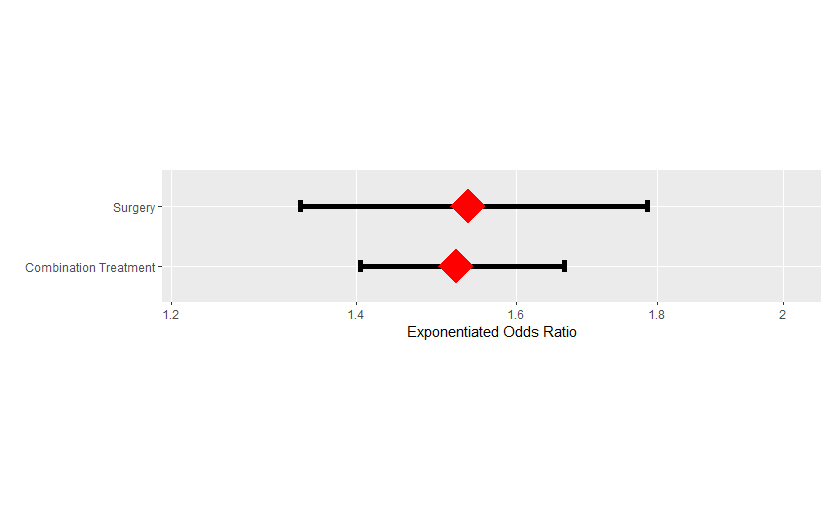 Surgery
Combination Treatment
1.2 1.4 1.6 1.8 2
Exponentiated Odds Ratio